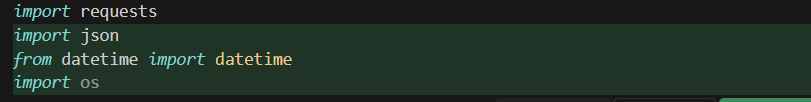 import requests
import json
from datetime import datetime
import os